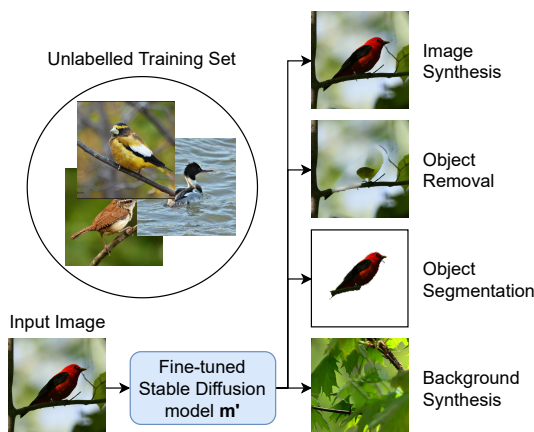 Unlabelled Training Set
Image
Synthesis
Object
Removal
Object
Segmentation
Input Image
Fine-tuned
Stable Diffusion
model m'
Background
Synthesis